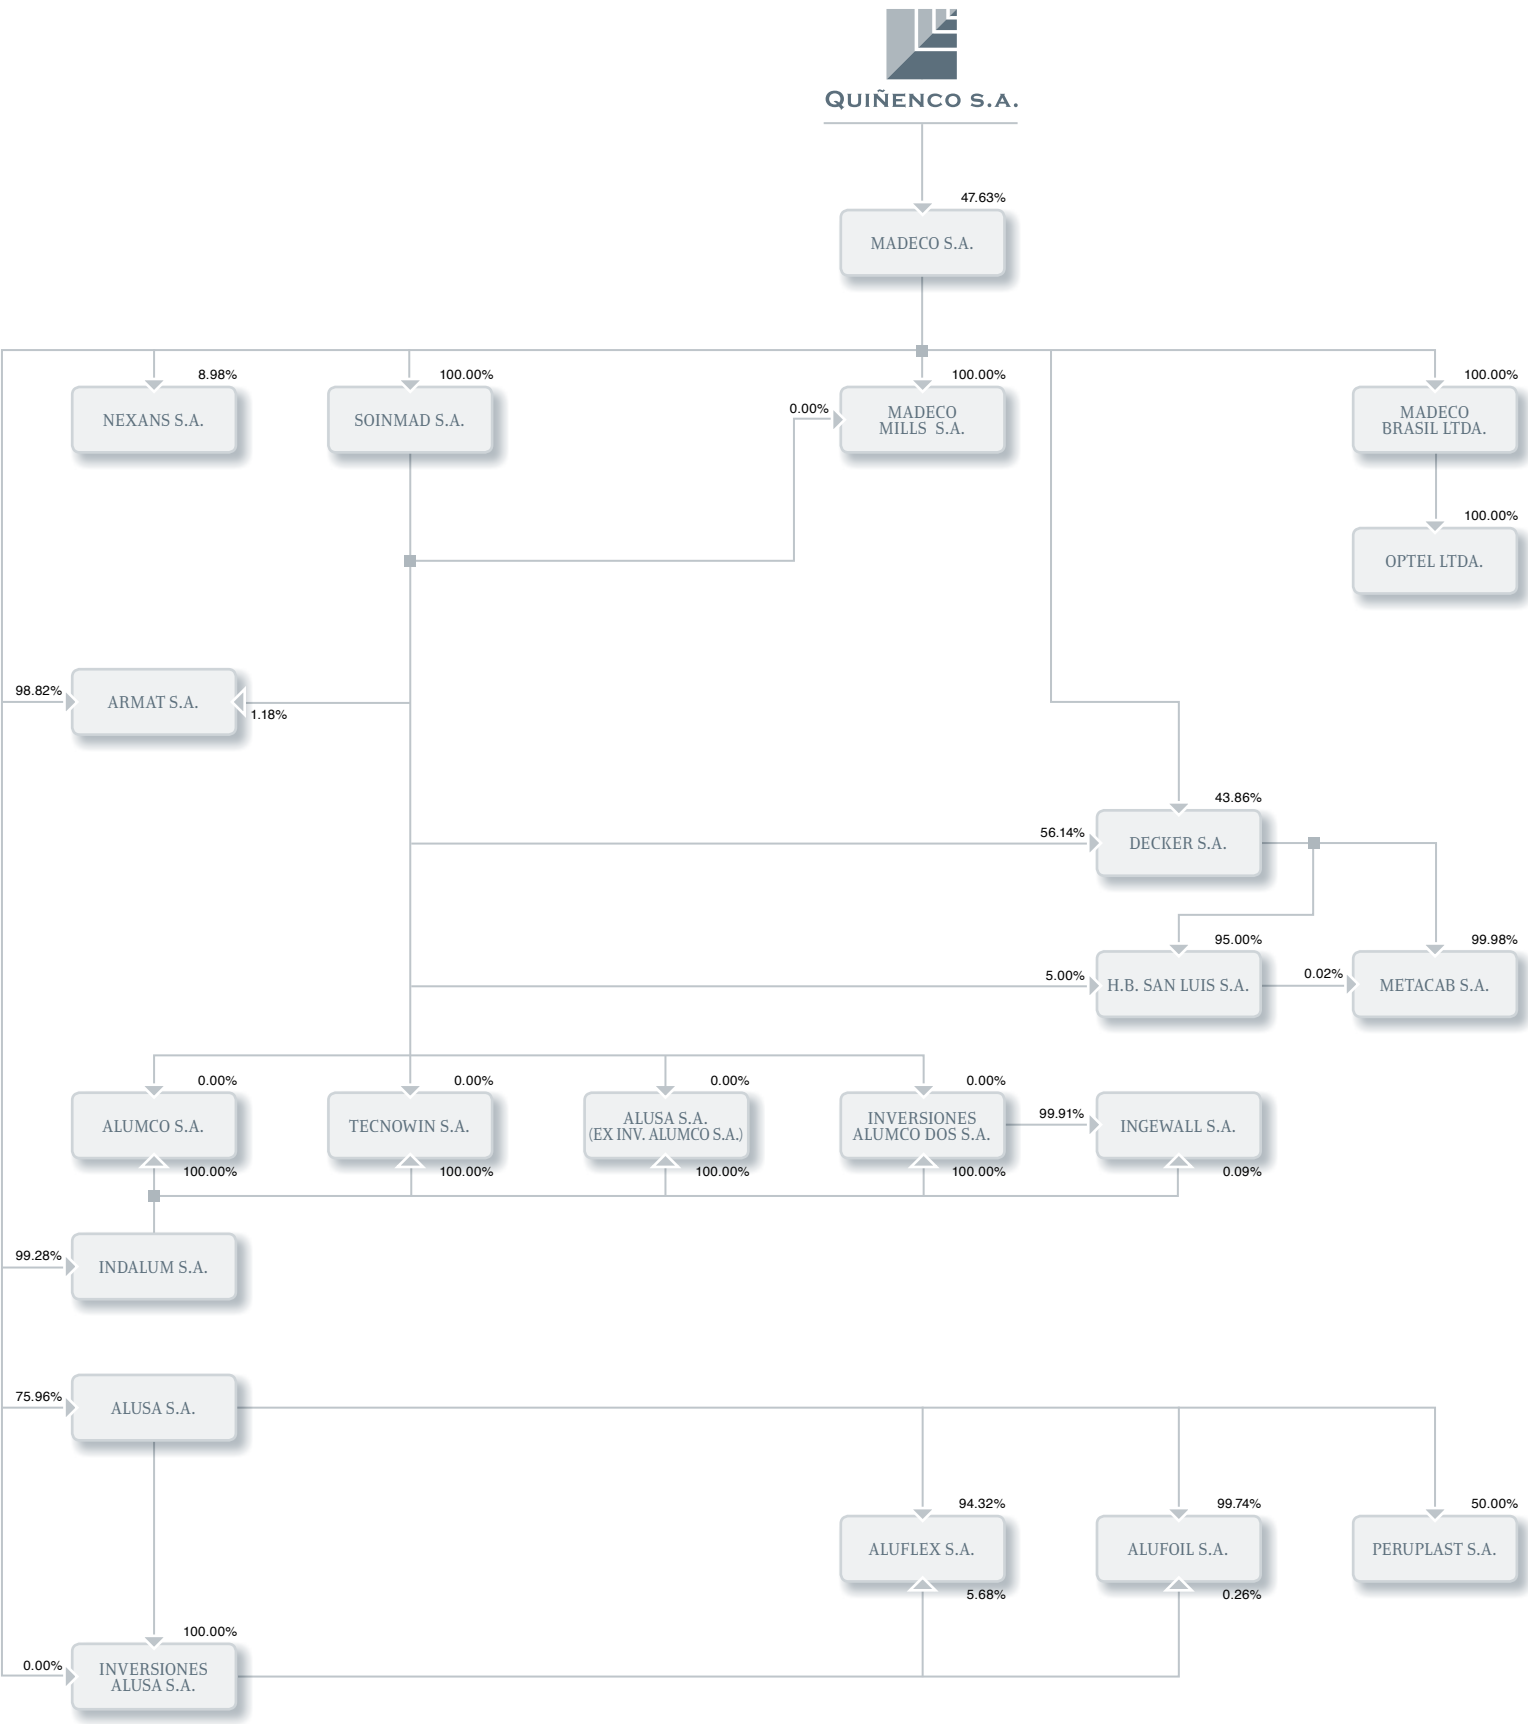 QUIÑENCO S.A.
47.63%
MADECO S.A.
8.98%
100.00%
100.00%
100.00%
NEXANS S.A.
SOINMAD S.A.
0.00%
MADECO
MILLS S.A.
MADECO
BRASIL LTDA.
100.00%
OPTEL LTDA.
98.82%
ARMAT S.A.
1.18%
43.86%
56.14%
DECKER S.A.
95.00%
99.98%
5.00%
H.B. SAN LUIS S.A.
0.02%
METACAB S.A.
0.00%
0.00%
0.00%
0.00%
ALUMCO S.A.
TECNOWIN S.A.
ALUSA S.A.
(EX INV. ALUMCO S.A.)
INVERSIONES
ALUMCO DOS S.A.
99.91%
INGEWALL S.A.
100.00%
100.00%
100.00%
100.00%
0.09%
99.28%
INDALUM S.A.
75.96%
ALUSA S.A.
94.32%
99.74%
50.00%
ALUFLEX S.A.
ALUFOIL S.A.
PERUPLAST S.A.
5.68%
0.26%
100.00%
0.00%
INVERSIONES
ALUSA S.A.